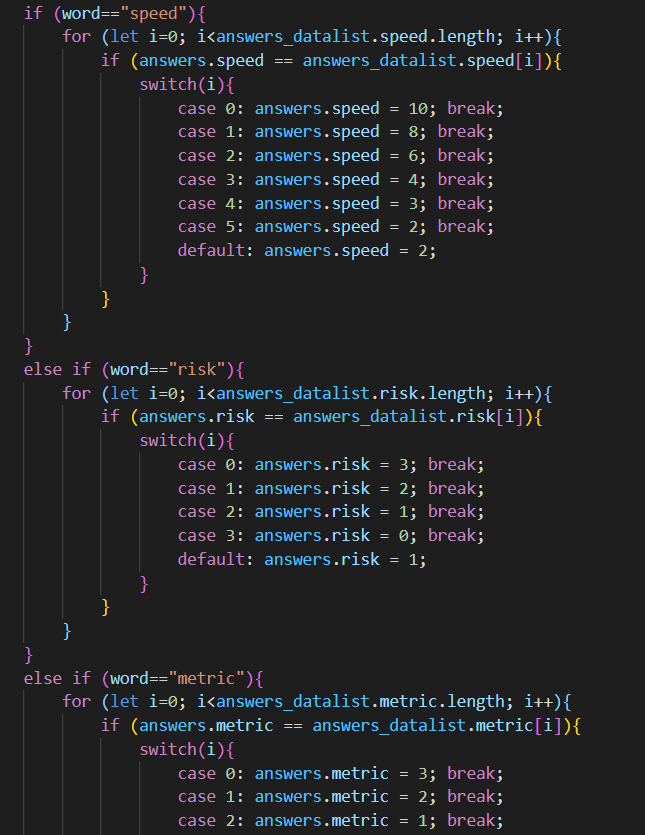 if (word=="speed"){
for (let i=0; i<answers_datalist.speed.length; i++){
if (answers.speed == answers_datalist.speed[i]){
switch(i){
case 0: answers.speed = 10; break;
case 1: answers.speed = 8; break;
case 2: answers.speed = 6; break;
case 3: answers.speed = 4; break;
case 4: answers.speed = 3; break;
case 5: answers.speed = 2; break;
default: answers.speed = 2;
}
}
}
}
else if (word=="risk"){
for (let i=0; i<answers_datalist.risk.length; i++){
if (answers.risk == answers_datalist.risk[i]){
switch(i){
case 0: answers.risk = 3; break;
case 1: answers.risk = 2; break;
case 2: answers.risk = 1; break;
case 3: answers.risk = 0; break;
default: answers.risk = 1;
}
}
}
}
else if (word=="metric"){
for (let i=0; i<answers_datalist.metric.length; i++){
if (answers.metric == answers_datalist.metric[i]){
switch(i){
case 0: answers.metric = 3; break;
case 1: answers.metric = 2; break;
case 2: answers.metric = 1; break;